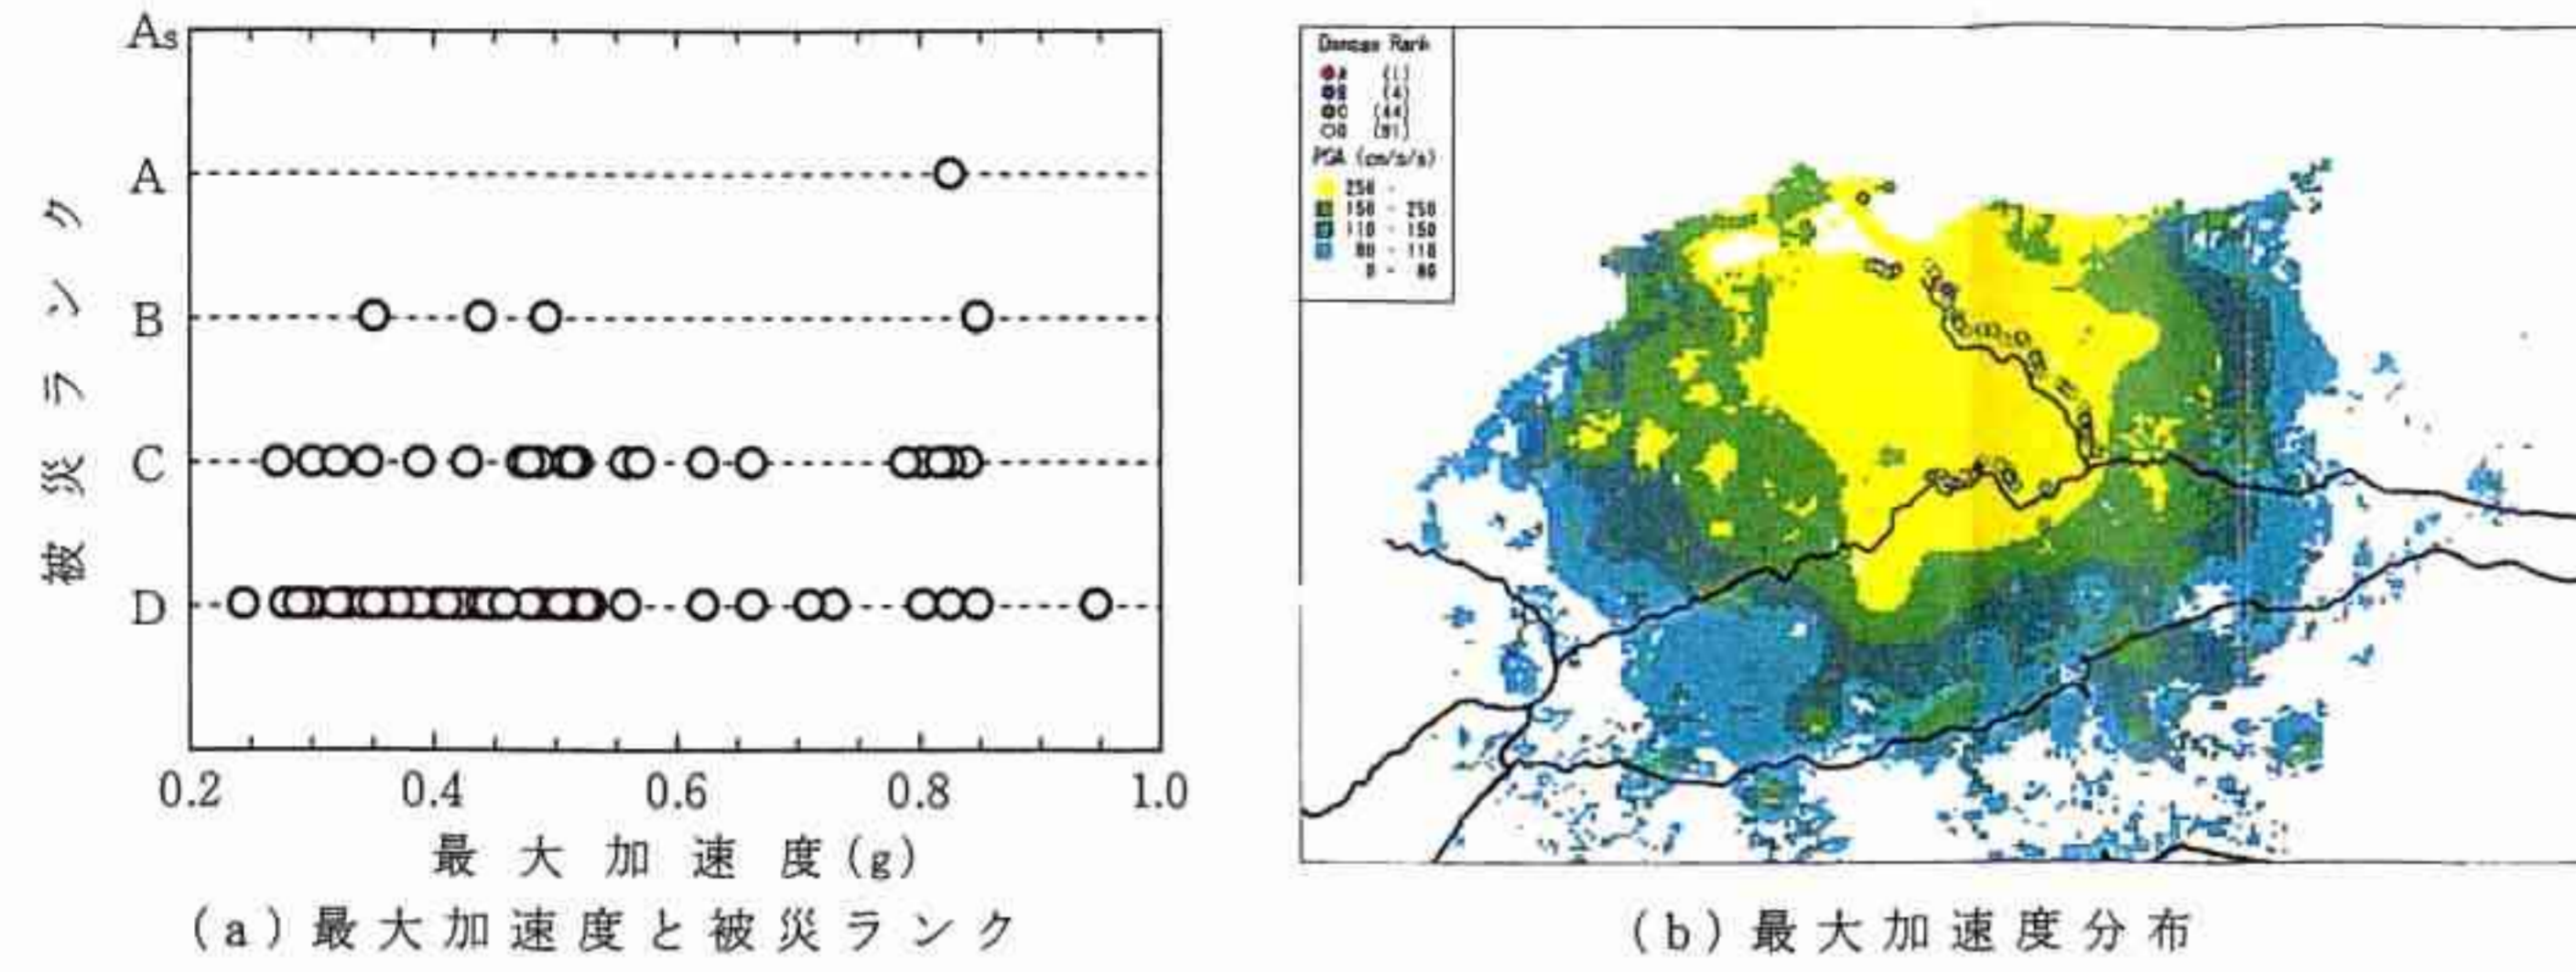 As
A
B
C
D
被災ランク
0.2 0.4 0.6 0.8 1.0
最大加速度(g)
(a)最大加速度と被災ランク
Damage Rank
A (1)
B (4)
C (44)
D (91)
PGA (cm/s/s)
250 -
150 - 250
110 - 150
80 - 110
0 - 80
(b)最大加速度分布